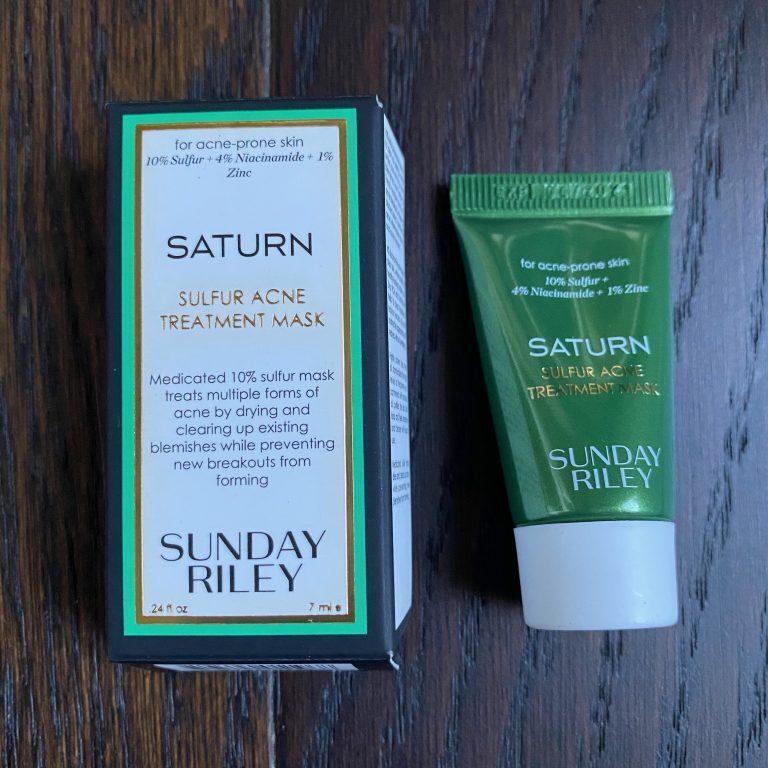 for acne-prone skin
10% Sulfur + 4% Niacinamide + 1%
Zinc
SATURN
SULFUR ACNE
TREATMENT MASK
Medicated 10% sulfur mask
treats multiple forms of
acne by drying and
clearing up existing
blemishes while preventing
new breakouts from
forming
SUNDAY
RILEY
.24 fl oz 7 ml e
for acne-prone skin
10% Sulfur +
4% Niacinamide + 1% Zinc
SATURN
SULFUR ACNE
TREATMENT MASK
SUNDAY
RILEY